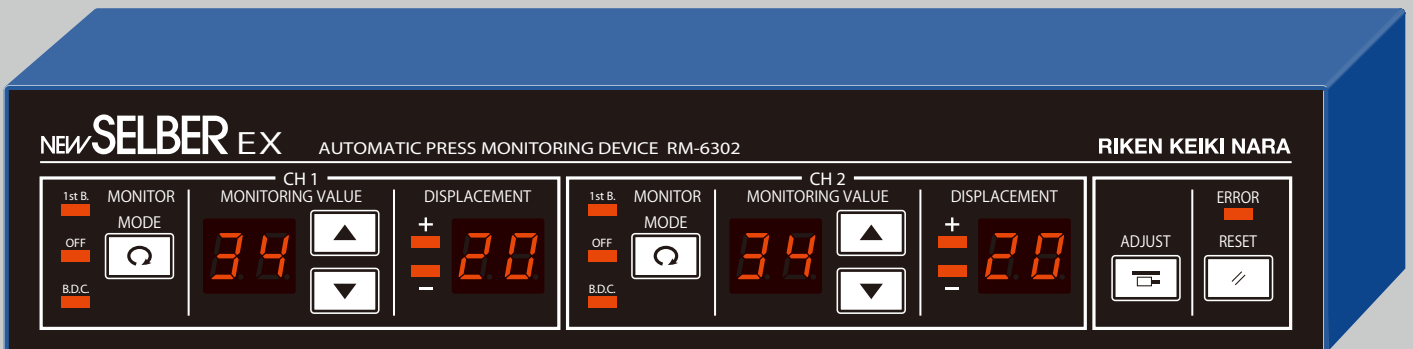 NEW SELBER EX AUTOMATIC PRESS MONITORING DEVICE RM-6302 RIKEN KEIKI NARA
CH 1
1st B. MONITOR MODE
OFF
B.D.C.
MONITORING VALUE
34
DISPLACEMENT
+
−
20
CH 2
1st B. MONITOR MODE
OFF
B.D.C.
MONITORING VALUE
34
DISPLACEMENT
+
−
20
ADJUST
ERROR
RESET